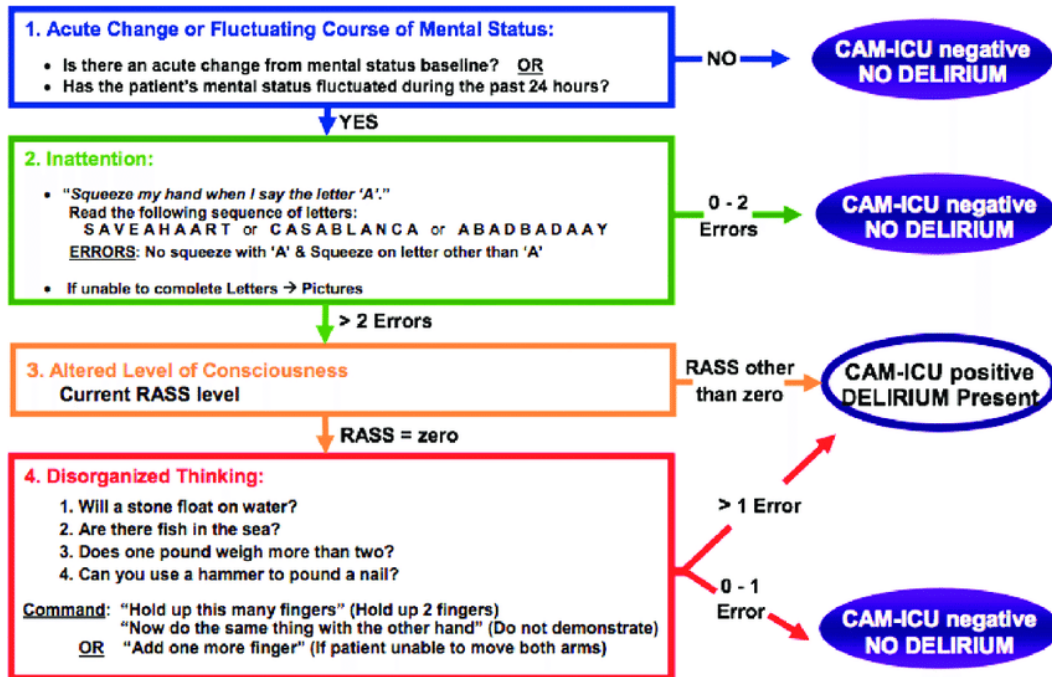 1. Acute Change or Fluctuating Course of Mental Status:
• Is there an acute change from mental status baseline? OR
• Has the patient's mental status fluctuated during the past 24 hours?
NO
CAM-ICU negative
NO DELIRIUM
YES
2. Inattention:
• "Squeeze my hand when I say the letter 'A'."
Read the following sequence of letters:
S A V E A H A A R T or C A S A B L A N C A or A B A D B A D A A Y
ERRORS: No squeeze with 'A' & Squeeze on letter other than 'A'
• If unable to complete Letters → Pictures
0 - 2
Errors
CAM-ICU negative
NO DELIRIUM
> 2 Errors
3. Altered Level of Consciousness
Current RASS level
RASS other
than zero
CAM-ICU positive
DELIRIUM Present
RASS = zero
4. Disorganized Thinking:
1. Will a stone float on water?
2. Are there fish in the sea?
3. Does one pound weigh more than two?
4. Can you use a hammer to pound a nail?
Command: "Hold up this many fingers" (Hold up 2 fingers)
"Now do the same thing with the other hand" (Do not demonstrate)
OR "Add one more finger" (If patient unable to move both arms)
> 1 Error
0 - 1
Error
CAM-ICU negative
NO DELIRIUM